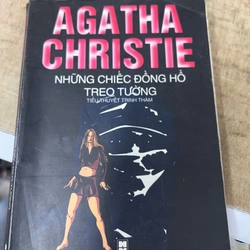 AGATHA
CHRISTIE
NHỮNG CHIẾC ĐỒNG HỒ
TREO TƯỜNG
TIỂU THUYẾT TRINH THÁM